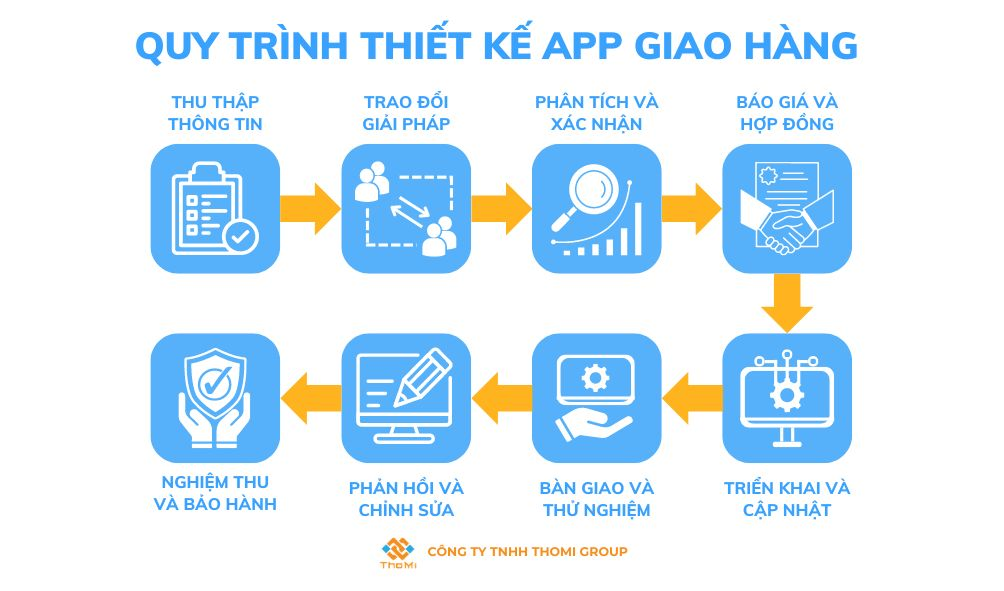 QUY TRÌNH THIẾT KẾ APP GIAO HÀNG
THU THẬP
THÔNG TIN
TRAO ĐỔI
GIẢI PHÁP
PHÂN TÍCH VÀ
XÁC NHẬN
BÁO GIÁ VÀ
HỢP ĐỒNG
TRIỂN KHAI VÀ
CẬP NHẬT
BÀN GIAO VÀ
THỬ NGHIỆM
PHẢN HỒI VÀ
CHỈNH SỬA
NGHIỆM THU
VÀ BẢO HÀNH
ThoMi
CÔNG TY TNHH THOMI GROUP